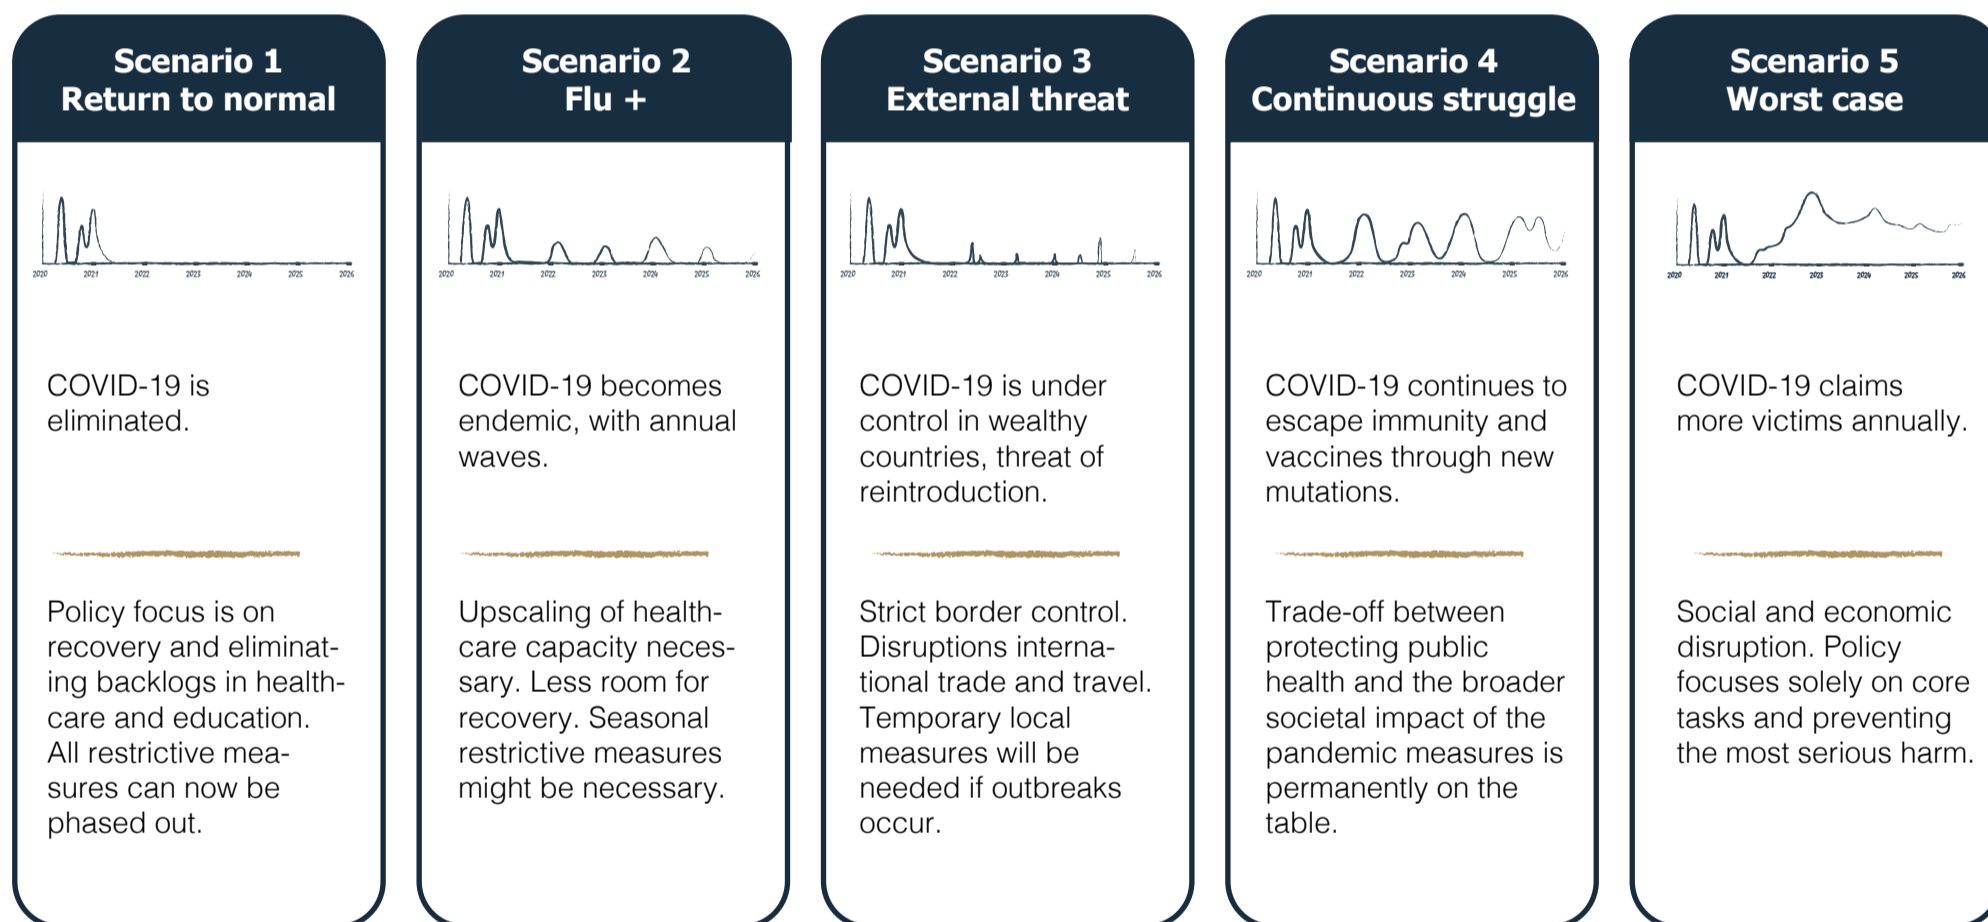 Scenario 1
Return to normal
2020 2021 2022 2023 2024 2025 2026
COVID-19 is
eliminated.
Policy focus is on
recovery and eliminat-
ing backlogs in health-
care and education.
All restrictive mea-
sures can now be
phased out.
Scenario 2
Flu +
2020 2021 2022 2023 2024 2025 2026
COVID-19 becomes
endemic, with annual
waves.
Upscaling of health-
care capacity neces-
sary. Less room for
recovery. Seasonal
restrictive measures
might be necessary.
Scenario 3
External threat
2020 2021 2022 2023 2024 2025 2026
COVID-19 is under
control in wealthy
countries, threat of
reintroduction.
Strict border control.
Disruptions interna-
tional trade and travel.
Temporary local
measures will be
needed if outbreaks
occur.
Scenario 4
Continuous struggle
2020 2021 2022 2023 2024 2025 2026
COVID-19 continues to
escape immunity and
vaccines through new
mutations.
Trade-off between
protecting public
health and the broader
societal impact of the
pandemic measures is
permanently on the
table.
Scenario 5
Worst case
2020 2021 2022 2023 2024 2025 2026
COVID-19 claims
more victims annually.
Social and economic
disruption. Policy
focuses solely on core
tasks and preventing
the most serious harm.